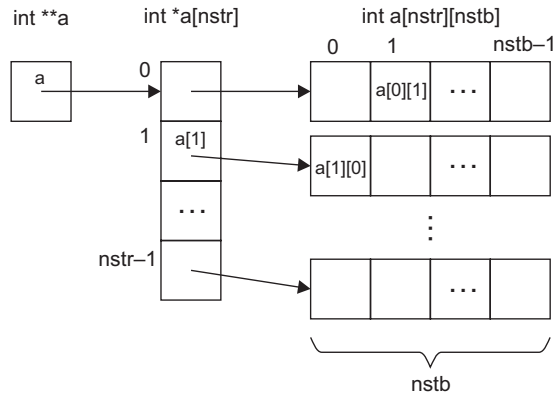 int **a
int *a[nstr]
int a[nstr][nstb]
0
1
nstb–1
a
0
a[0][1]
...
1
a[1]
a[1][0]
...
...
nstr–1
...
nstb